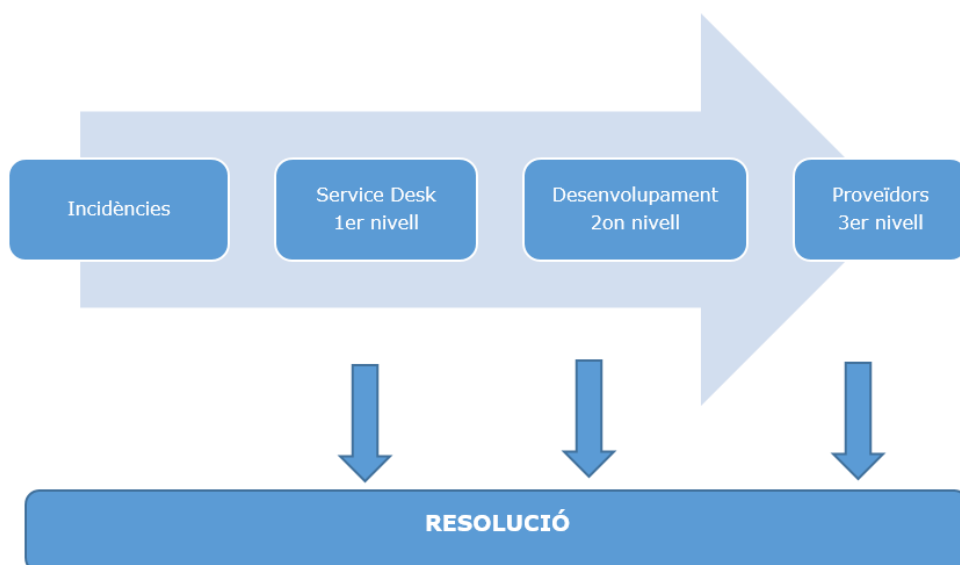 Incidències
Service Desk
1er nivell
Desenvolupament
2on nivell
Proveïdors
3er nivell
RESOLUCIÓ